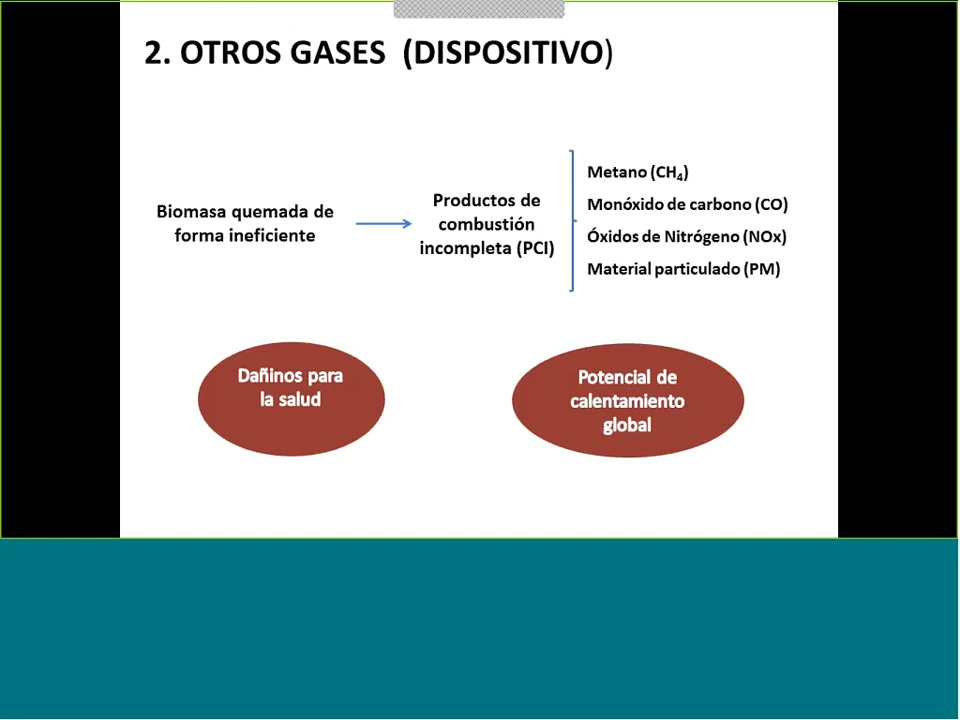 2. OTROS GASES (DISPOSITIVO)
Biomasa quemada de
forma ineficiente
Productos de
combustión
incompleta (PCI)
Metano (CH₄)
Monóxido de carbono (CO)
Óxidos de Nitrógeno (NOx)
Material particulado (PM)
Dañinos para
la salud
Potencial de
calentamiento
global